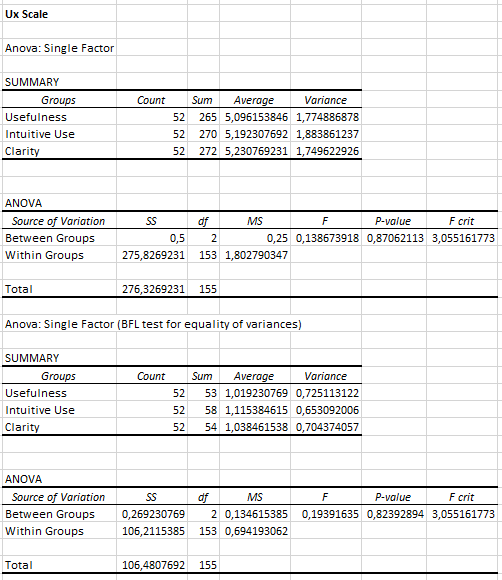 Ux Scale
Anova: Single Factor
SUMMARY
Groups Count Sum Average Variance
Usefulness 52 265 5,096153846 1,774886878
Intuitive Use 52 270 5,192307692 1,883861237
Clarity 52 272 5,230769231 1,749622926
ANOVA
Source of Variation SS df MS F P-value F crit
Between Groups 0,5 2 0,25 0,138673918 0,87062113 3,055161773
Within Groups 275,8269231 153 1,802790347
Total 276,3269231 155
Anova: Single Factor (BFL test for equality of variances)
SUMMARY
Groups Count Sum Average Variance
Usefulness 52 53 1,019230769 0,725113122
Intuitive Use 52 58 1,115384615 0,653092006
Clarity 52 54 1,038461538 0,704374057
ANOVA
Source of Variation SS df MS F P-value F crit
Between Groups 0,269230769 2 0,134615385 0,19391635 0,82392894 3,055161773
Within Groups 106,2115385 153 0,694193062
Total 106,4807692 155